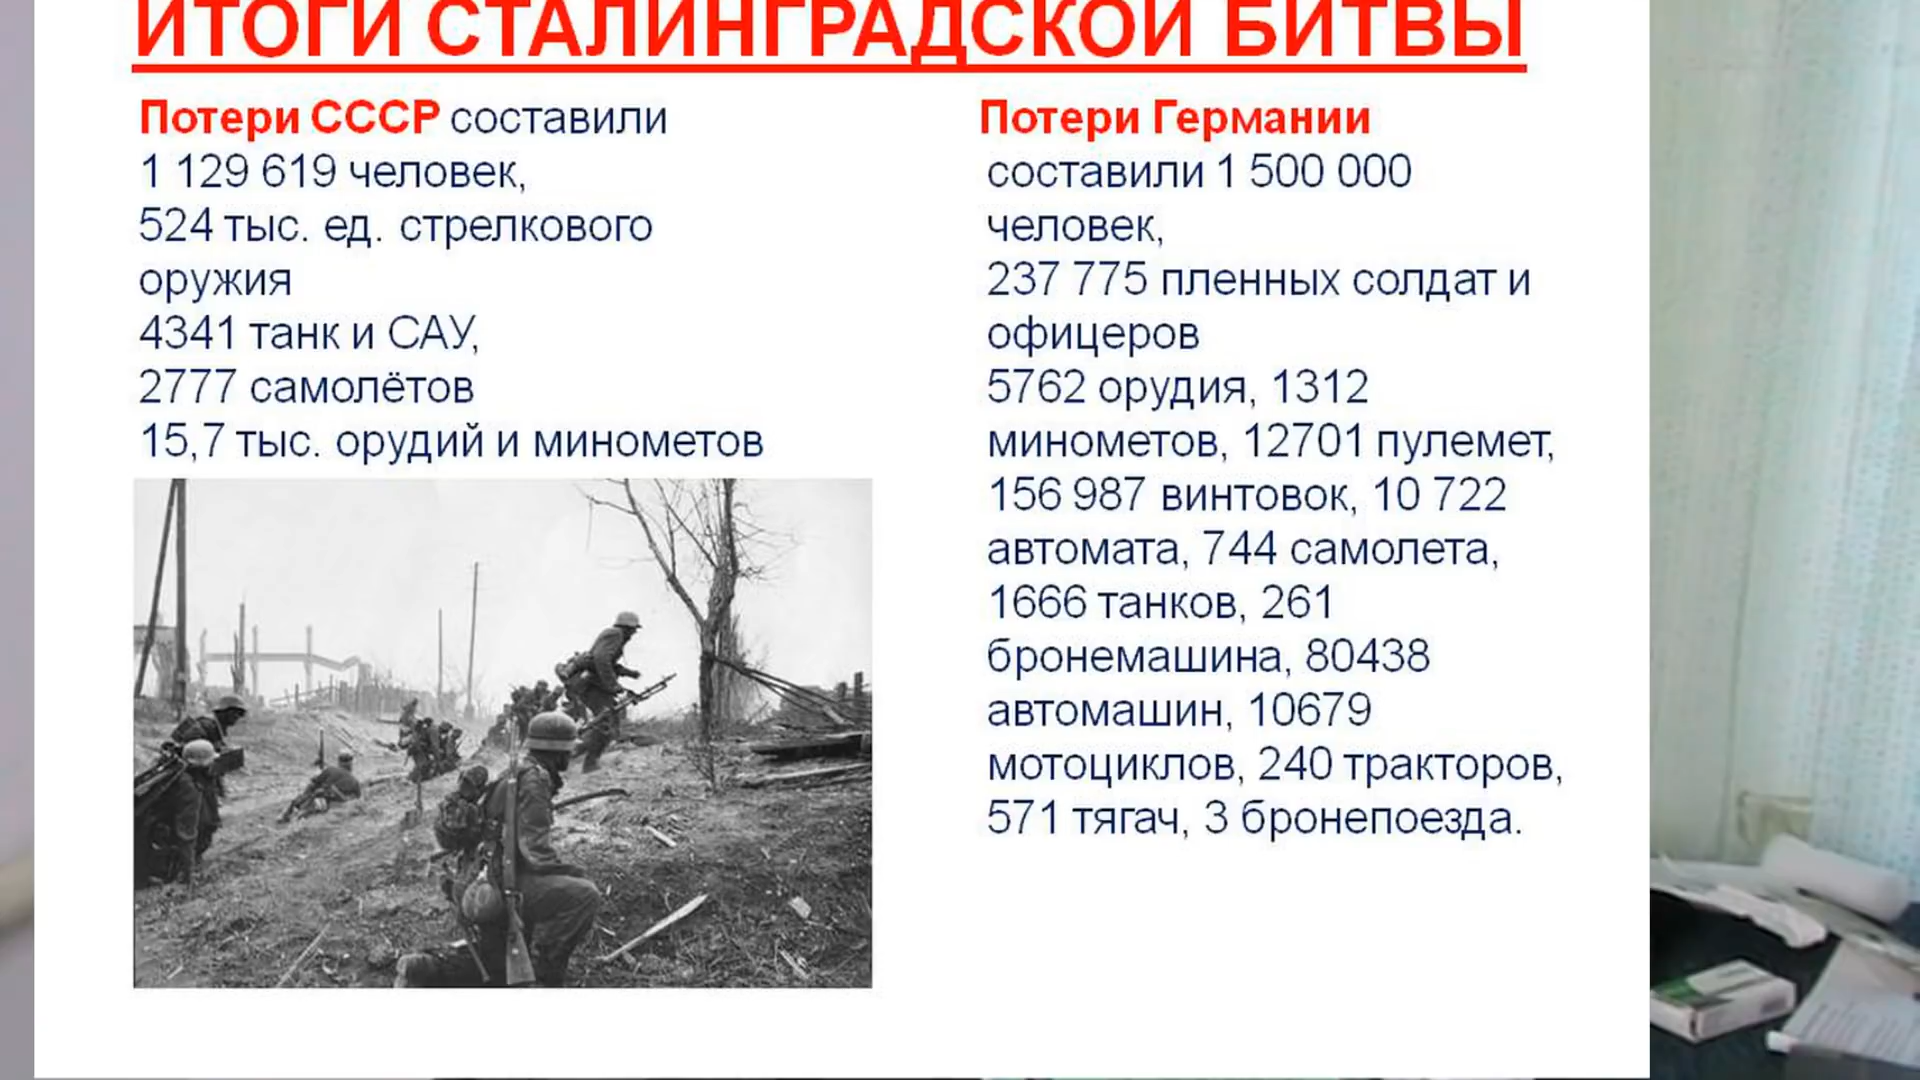 ИТОГИ СТАЛИНГРАДСКОЙ БИТВЫ
Потери СССР составили
1 129 619 человек,
524 тыс. ед. стрелкового
оружия
4341 танк и САУ,
2777 самолётов
15,7 тыс. орудий и минометов
Потери Германии
составили 1 500 000
человек,
237 775 пленных солдат и
офицеров
5762 орудия, 1312
минометов, 12701 пулемет,
156 987 винтовок, 10 722
автомата, 744 самолета,
1666 танков, 261
бронемашина, 80438
автомашин, 10679
мотоциклов, 240 тракторов,
571 тягач, 3 бронепоезда.